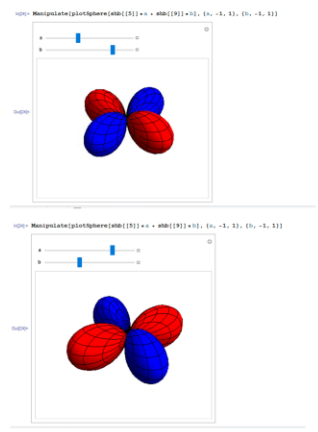 Manipulate[plotSphere[shb[[5]]*a + shb[[9]]*b], {a, -1, 1}, {b, -1, 1}]
a
b
Manipulate[plotSphere[shb[[5]]*a + shb[[9]]*b], {a, -1, 1}, {b, -1, 1}]
a
b